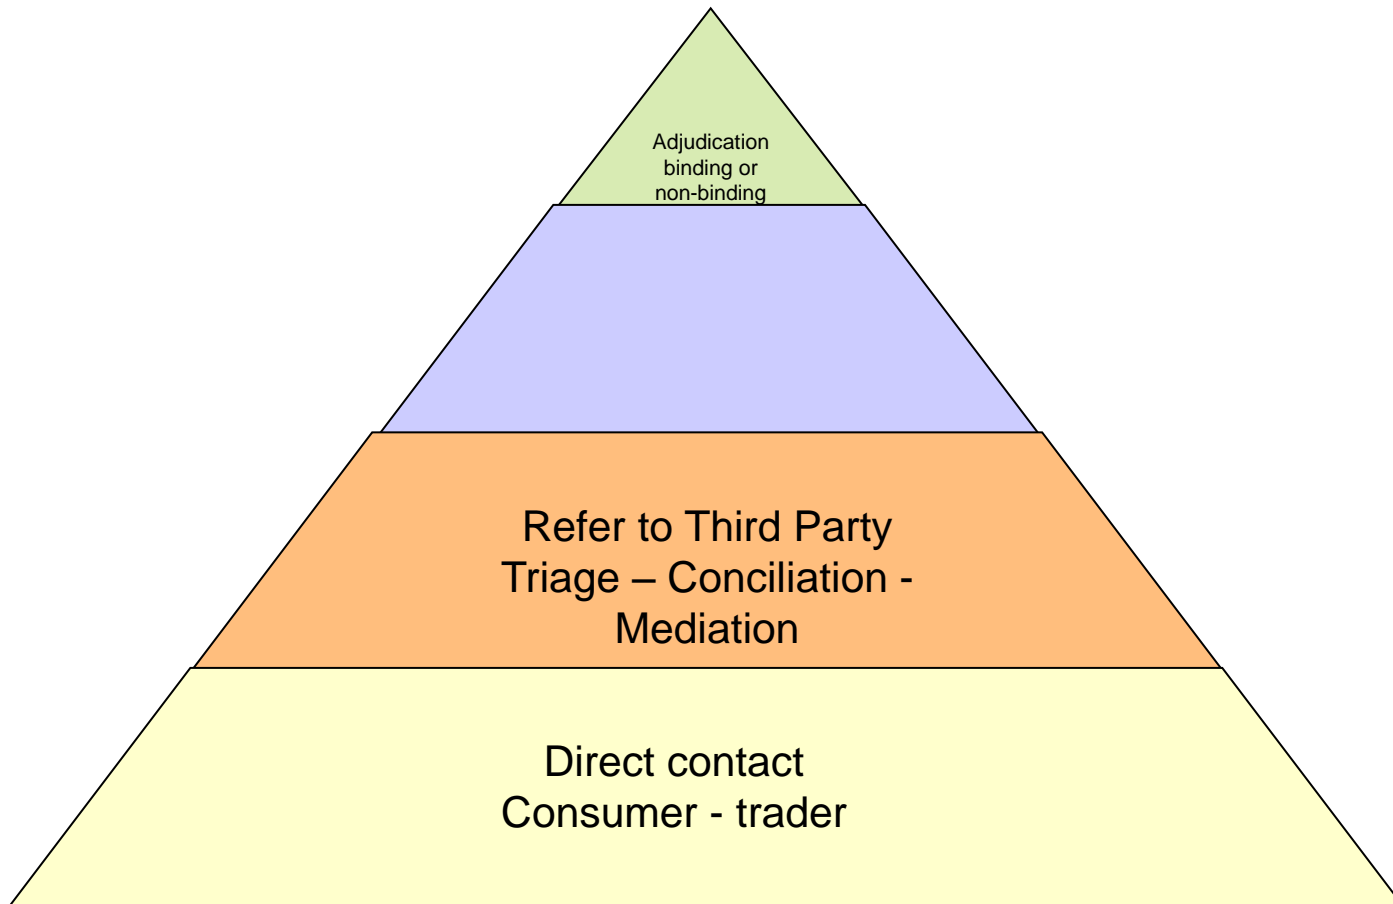 Adjudication
binding or
non-binding
Refer to Third Party
Triage – Conciliation -
Mediation
Direct contact
Consumer - trader